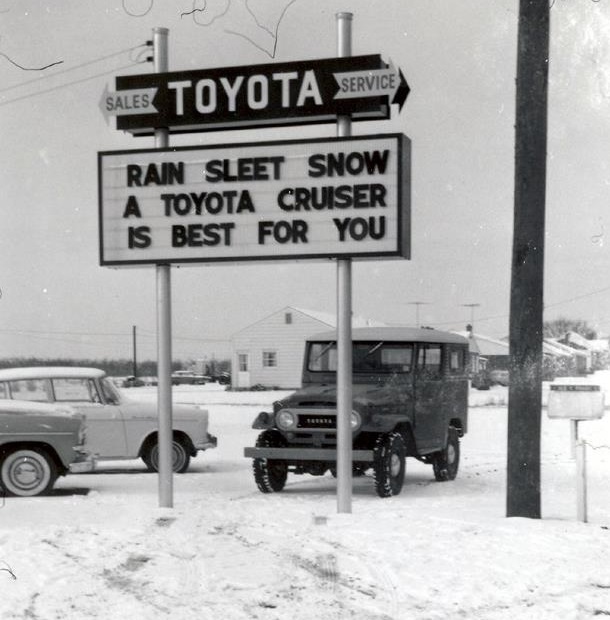 SALES TOYOTA SERVICE
RAIN SLEET SNOW
A TOYOTA CRUISER
IS BEST FOR YOU
TOYOTA